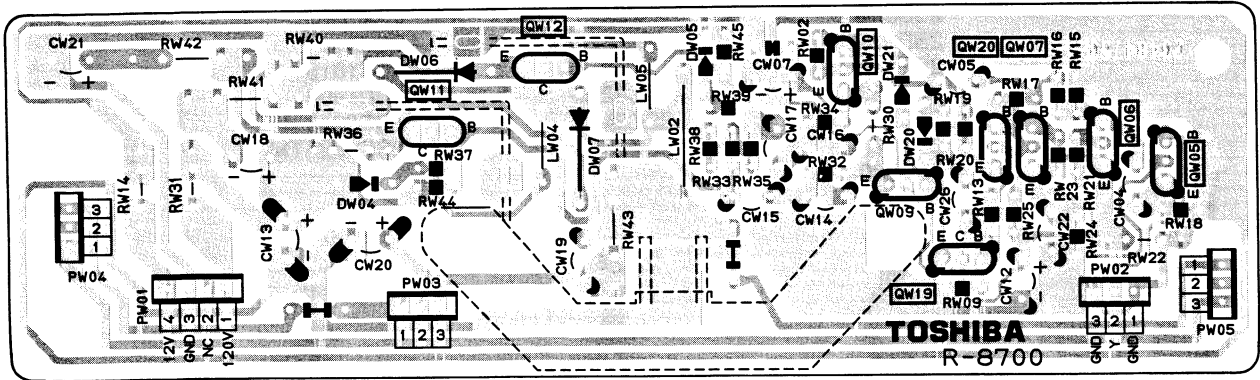 CW21
RW42
RW40
QW12
DW06
E
B
C
QW11
RW41
CW18
RW36
E
B
C
RW37
RW44
DW04
RW14
RW31
CW13
CW20
3
2
1
PW04
PW01
4
3
2
1
12V
GND
NC
120V
PW03
1
2
3
LW05
LW04
DW07
LW02
CW19
RW43
DW05
RW45
CW07
RW02
B
E
QW10
DW21
QW20
QW07
CW05
RW16
RW15
RW39
RW34
CW17
CW16
RW30
RW19
RW17
RW38
RW32
DW20
RW20
B
E
B
E
B
E
QW06
B
E
QW05
RW33
RW35
CW15
CW14
E
B
QW09
CW26
RW13
RW25
RW23
RW21
CW04
CW22
RW24
RW22
RW18
E
C
B
QW19
RW09
CW12
PW02
3
2
1
GND
Y
GND
1
2
3
PW05
TOSHIBA
R-8700